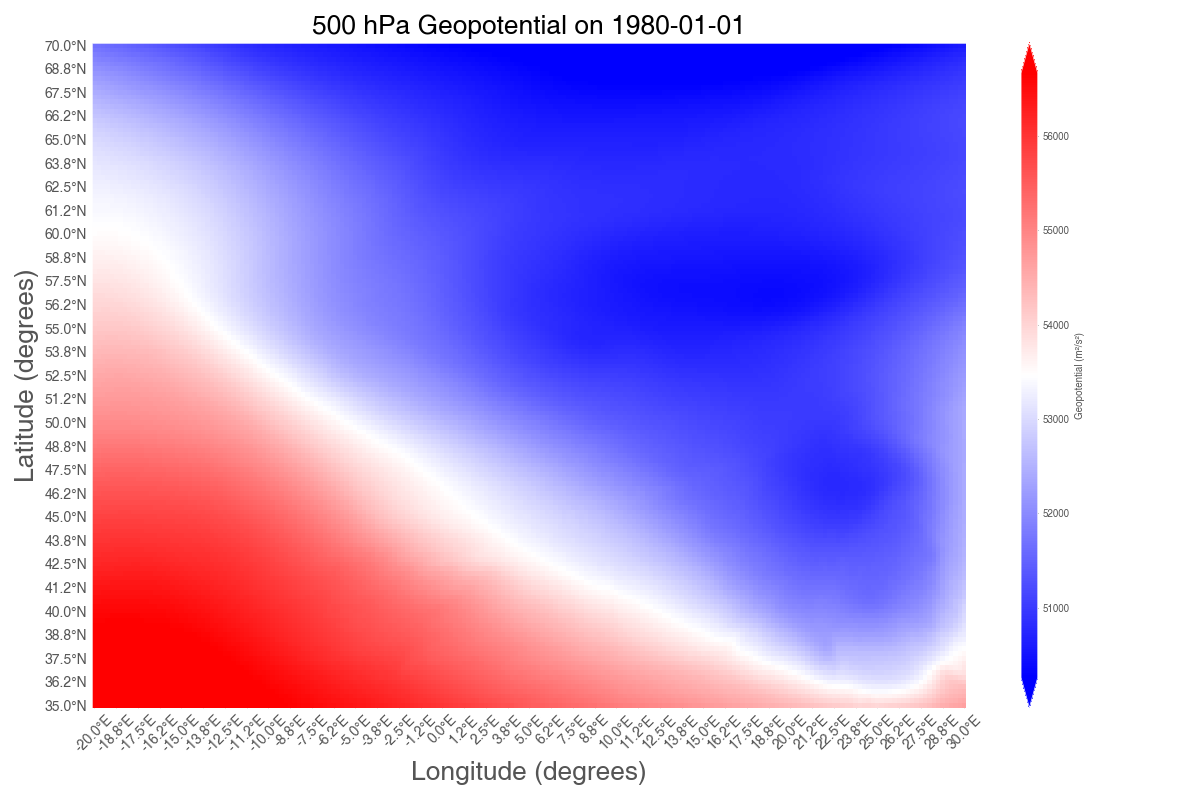 500 hPa Geopotential on 1980-01-01
70.0°N
68.8°N
67.5°N
66.2°N
65.0°N
63.8°N
62.5°N
61.2°N
60.0°N
58.8°N
57.5°N
56.2°N
55.0°N
53.8°N
52.5°N
51.2°N
50.0°N
48.8°N
47.5°N
46.2°N
45.0°N
43.8°N
42.5°N
41.2°N
40.0°N
38.8°N
37.5°N
36.2°N
35.0°N
Latitude (degrees)
-20.0°E
-18.8°E
-17.5°E
-16.2°E
-15.0°E
-13.8°E
-12.5°E
-11.2°E
-10.0°E
-8.8°E
-7.5°E
-6.2°E
-5.0°E
-3.8°E
-2.5°E
-1.2°E
0.0°E
1.2°E
2.5°E
3.8°E
5.0°E
6.2°E
7.5°E
8.8°E
10.0°E
11.2°E
12.5°E
13.8°E
15.0°E
16.2°E
17.5°E
18.8°E
20.0°E
21.2°E
22.5°E
23.8°E
25.0°E
26.2°E
27.5°E
28.8°E
30.0°E
Longitude (degrees)
56000
55000
54000
53000
52000
51000
Geopotential (m²/s²)